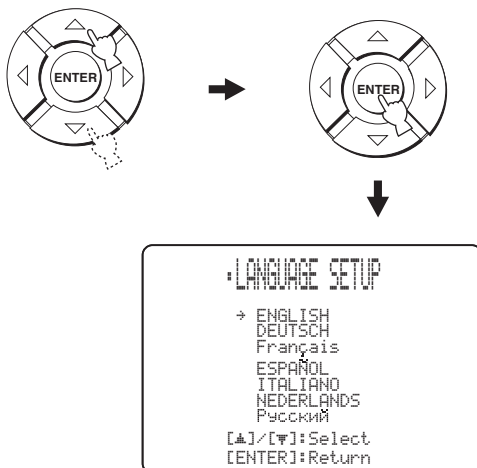 ENTER
ENTER
•LANGUAGE SETUP
→ ENGLISH
DEUTSCH
Français
ESPAÑOL
ITALIANO
NEDERLANDS
Русский
[▲]/[▼]:Select
[ENTER]:Return